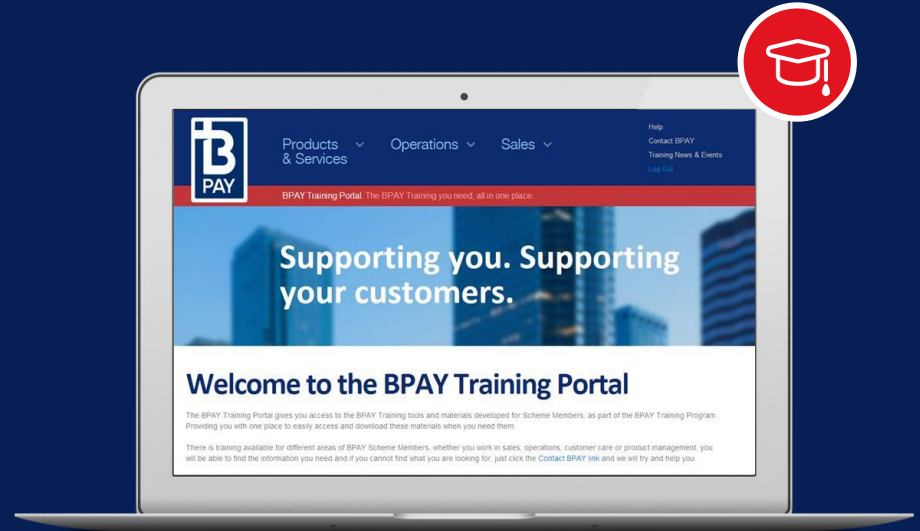 B
PAY
Products
& Services
Operations
Sales
Help
Contact BPAY
Training News & Events
Log Out
BPAY Training Portal. The BPAY Training you need, all in one place.
Supporting you. Supporting
your customers.
Welcome to the BPAY Training Portal
The BPAY Training Portal gives you access to the BPAY Training tools and materials developed for Scheme Members, as part of the BPAY Training Program
Providing you with one place to easily access and download these materials when you need them.
There is training available for different areas of BPAY Scheme Members, whether you work in sales, operations, customer care or product management, you
will be able to find the information you need and if you cannot find what you are looking for, just click the Contact BPAY link and we will try and help you.